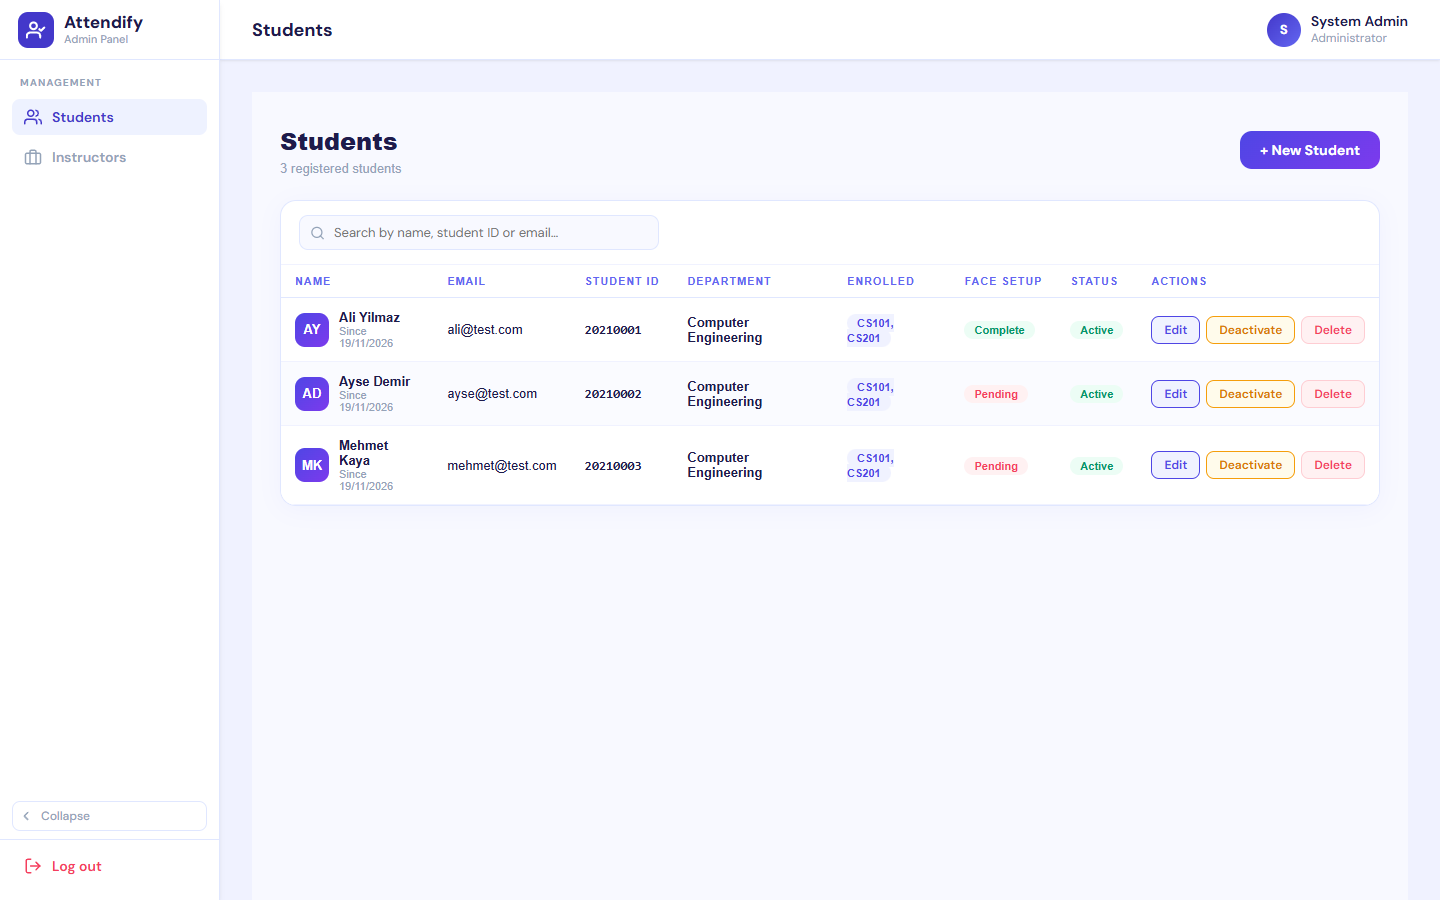 Attendify
Admin Panel
Students
System Admin
Administrator
S
MANAGEMENT
Students
Instructors
Students
3 registered students
+ New Student
Search by name, student ID or email...
NAME EMAIL STUDENT ID DEPARTMENT ENROLLED FACE SETUP STATUS ACTIONS
AY Ali Yilmaz
Since
19/11/2026
ali@test.com 20210001
Computer
Engineering
CS101,
CS201
Complete Active Edit Deactivate Delete
AD Ayse Demir
Since
19/11/2026
ayse@test.com 20210002
Computer
Engineering
CS101,
CS201
Pending Active Edit Deactivate Delete
MK Mehmet
Kaya
Since
19/11/2026
mehmet@test.com 20210003
Computer
Engineering
CS101,
CS201
Pending Active Edit Deactivate Delete
Collapse
Log out